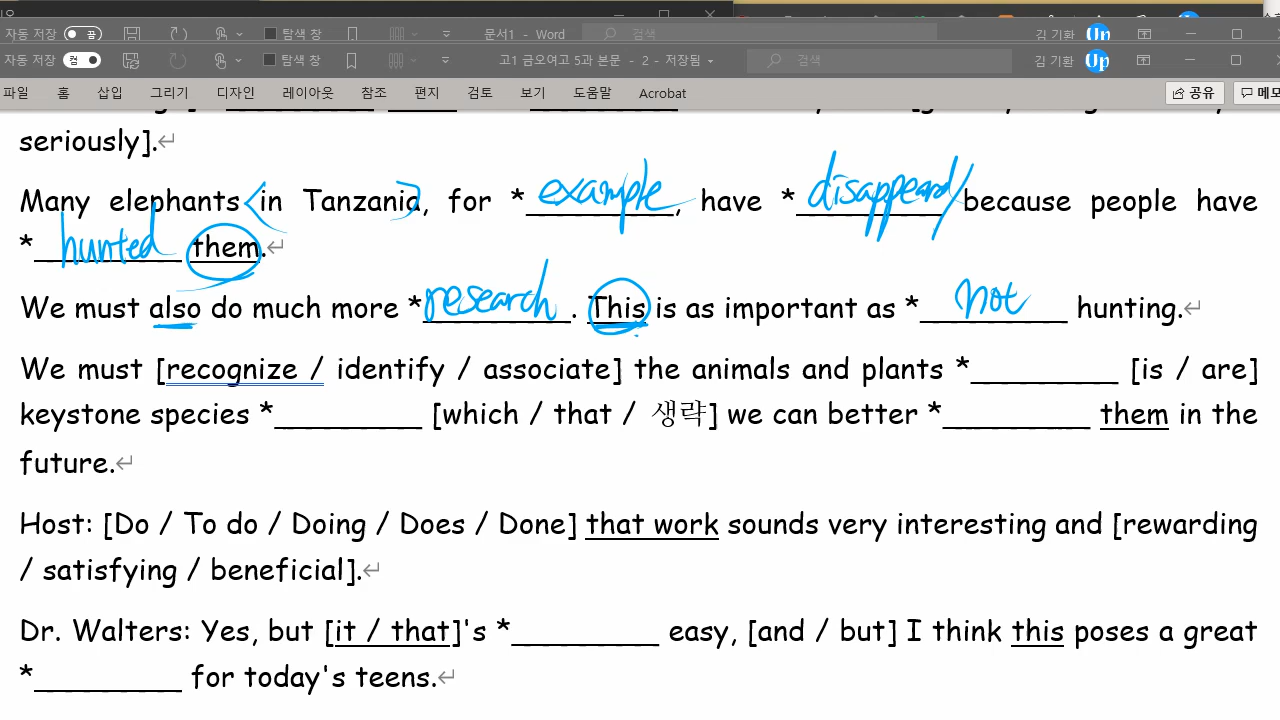 자동 저장 끔 탐색 창 문서1 - Word 검색 김 기환 Up
자동 저장 켬 탐색 창 고1 금오여고 5과 본문 - 2 - 저장됨 검색 김 기환 Up
파일 홈 삽입 그리기 디자인 레이아웃 참조 편지 검토 보기 도움말 Acrobat 공유 메모
seriously].
Many elephants <in Tanzania>, for *example, have *disappeard/ because people have
*hunted them.
We must also do much more *research. This is as important as *not hunting.
We must [recognize / identify / associate] the animals and plants *_________ [is / are]
keystone species *_________ [which / that / 생략] we can better *_________ them in the
future.
Host: [Do / To do / Doing / Does / Done] that work sounds very interesting and [rewarding
/ satisfying / beneficial].
Dr. Walters: Yes, but [it / that]'s *_________ easy, [and / but] I think this poses a great
*_________ for today's teens.